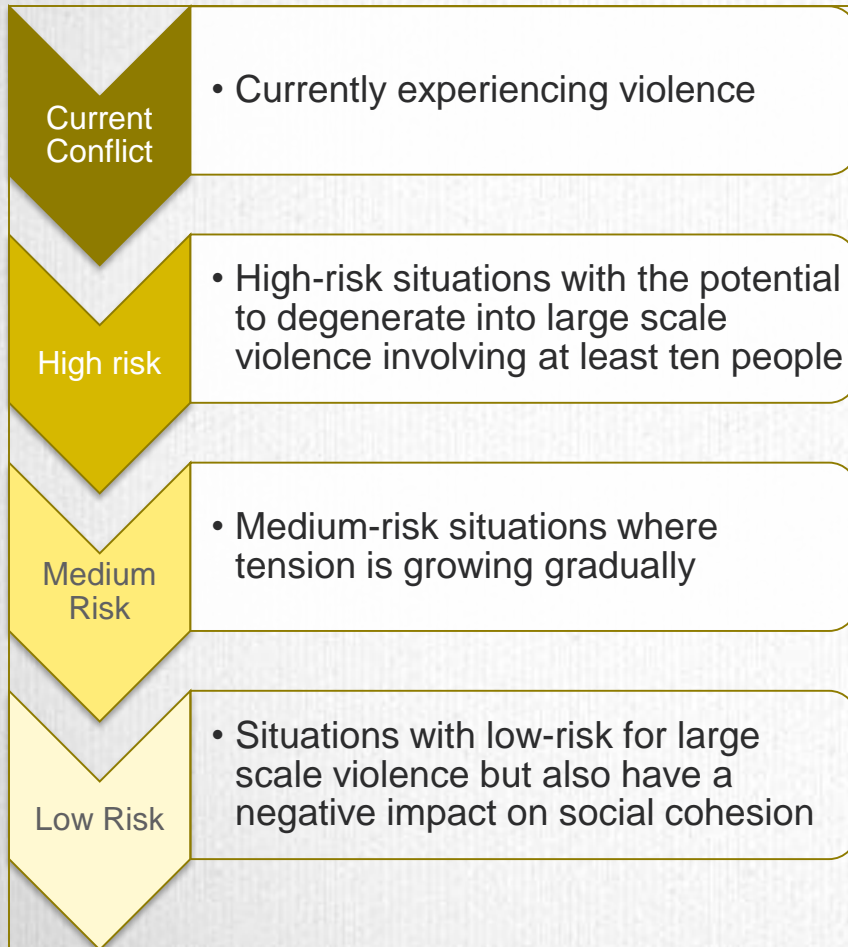 Current
Conflict
• Currently experiencing violence
High risk
• High-risk situations with the potential
to degenerate into large scale
violence involving at least ten people
Medium
Risk
• Medium-risk situations where
tension is growing gradually
Low Risk
• Situations with low-risk for large
scale violence but also have a
negative impact on social cohesion